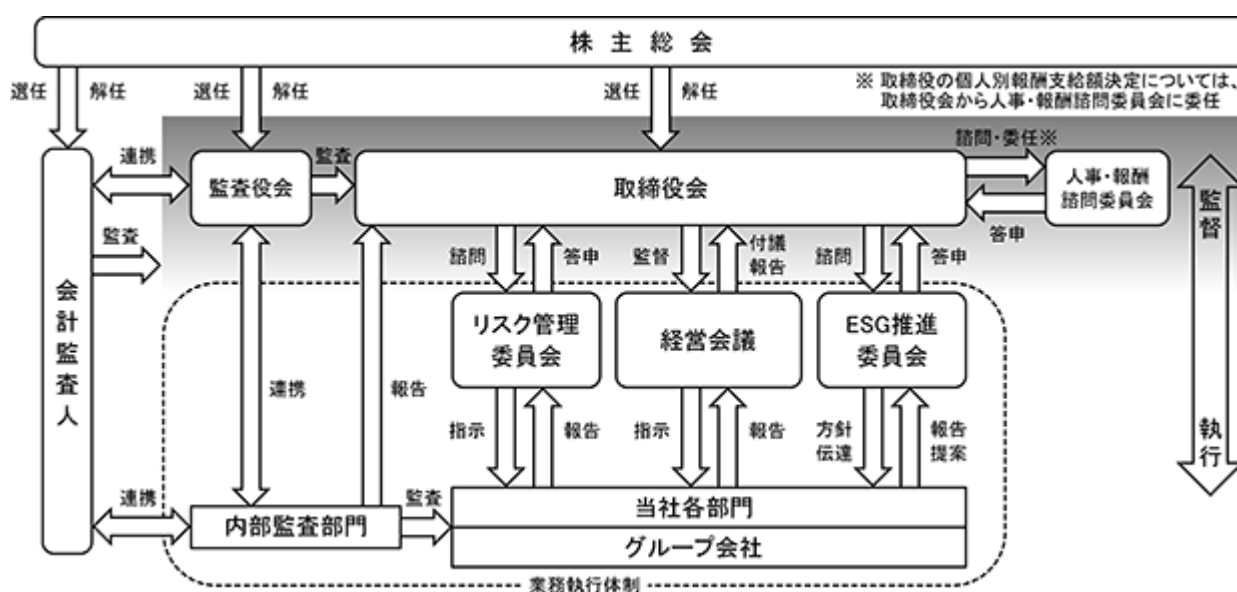 株主総会
選任
解任
選任
解任
選任
解任
※ 取締役の個人別報酬支給額決定については、
取締役会から人事・報酬諮問委員会に委任
連携
監査役会
監査
取締役会
諮問・委任※
人事・報酬
諮問委員会
答申
監査
会計監査人
諮問
答申
監督
付議
報告
諮問
答申
監督
執行
リスク管理
委員会
経営会議
ESG推進
委員会
連携
報告
指示
報告
指示
報告
方針
伝達
報告
提案
連携
内部監査部門
監査
当社各部門
グループ会社
業務執行体制